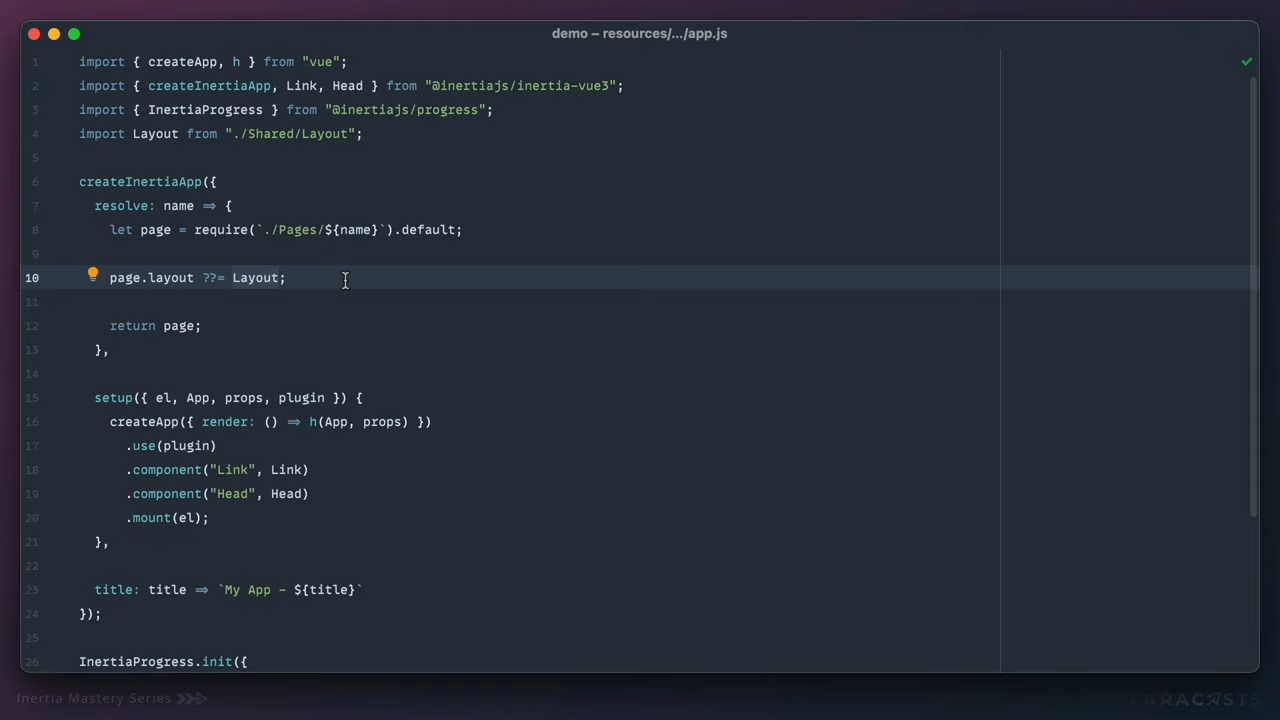 demo – resources/.../app.js
1 import { createApp, h } from "vue";
2 import { createInertiaApp, Link, Head } from "@inertiajs/inertia-vue3";
3 import { InertiaProgress } from "@inertiajs/progress";
4 import Layout from "./Shared/Layout";
5
6 createInertiaApp({
7 resolve: name => {
8 let page = require(`./Pages/${name}`).default;
9
10 page.layout ??= Layout;
11
12 return page;
13 },
14
15 setup({ el, App, props, plugin }) {
16 createApp({ render: () => h(App, props) })
17 .use(plugin)
18 .component("Link", Link)
19 .component("Head", Head)
20 .mount(el);
21 },
22
23 title: title => `My App - ${title}`
24 });
25
26 InertiaProgress.init({
Inertia Mastery Series
LARACASTS